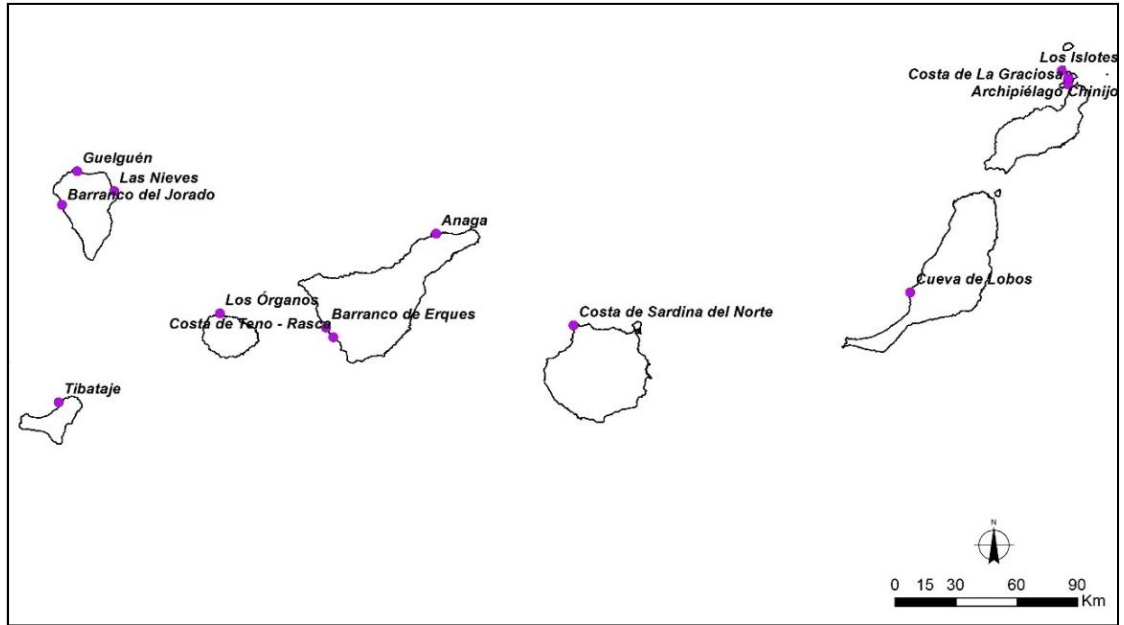 Los Islotes
Costa de La Graciosa
Archipiélago Chinijo
Guelguén
Las Nieves
Barranco del Jorado
Anaga
Cueva de Lobos
Los Órganos
Costa de Teno - Rasca
Barranco de Erques
Costa de Sardina del Norte
Tibataje
N
0 15 30 60 90
Km